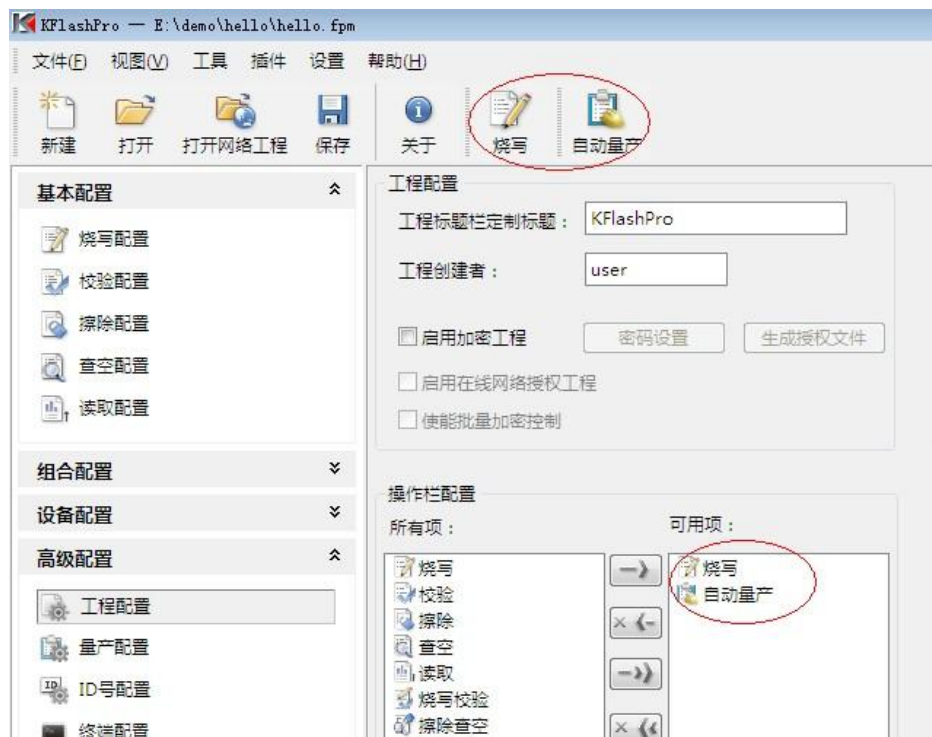 KFlashPro — E:\demo\hello\hello.fpm
文件(F) 视图(V) 工具 插件 设置 帮助(H)
新建 打开 打开网络工程 保存 关于 烧写 自动量产
基本配置
烧写配置
校验配置
擦除配置
查空配置
读取配置
组合配置
设备配置
高级配置
工程配置
量产配置
ID号配置
终端配置
工程配置
工程标题栏定制标题： KFlashPro
工程创建者： user
启用加密工程 密码设置 生成授权文件
启用在线网络授权工程
使能批量加密控制
操作栏配置
所有项： 可用项：
烧写
校验
擦除
查空
读取
烧写校验
擦除查空
烧写
自动量产